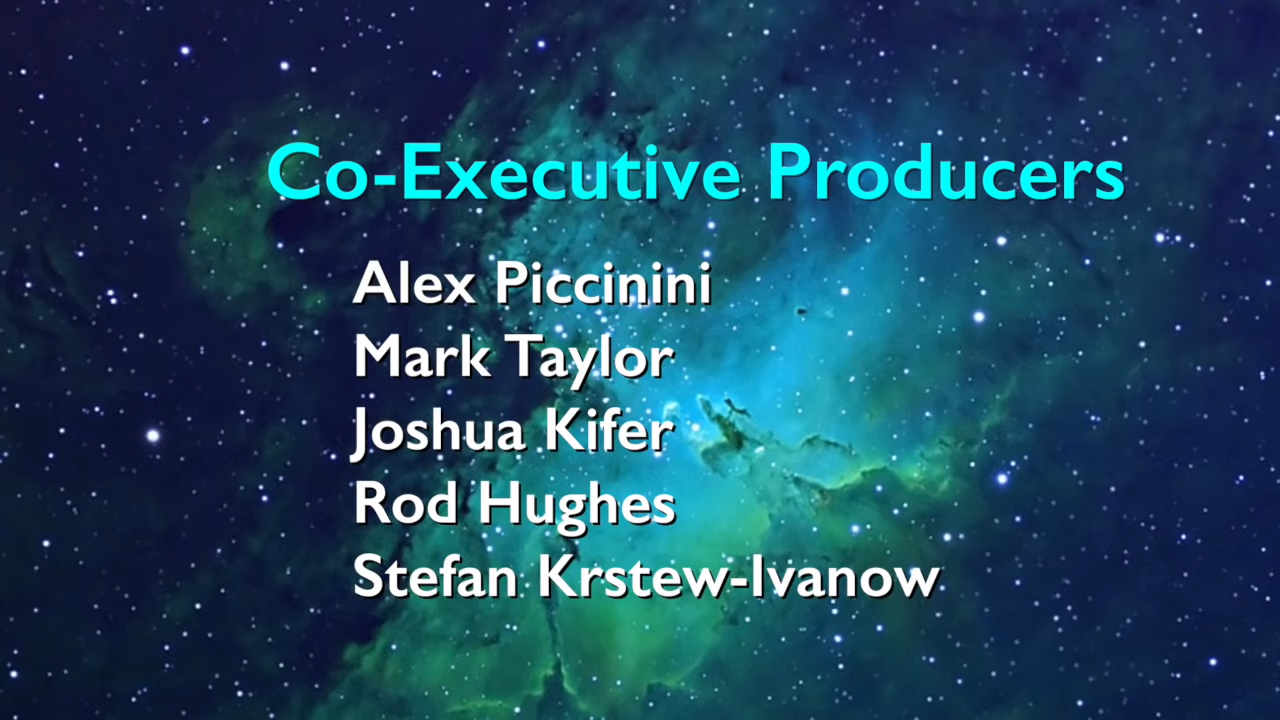 Co-Executive Producers
Alex Piccinini
Mark Taylor
Joshua Kifer
Rod Hughes
Stefan Krstew-Ivanow